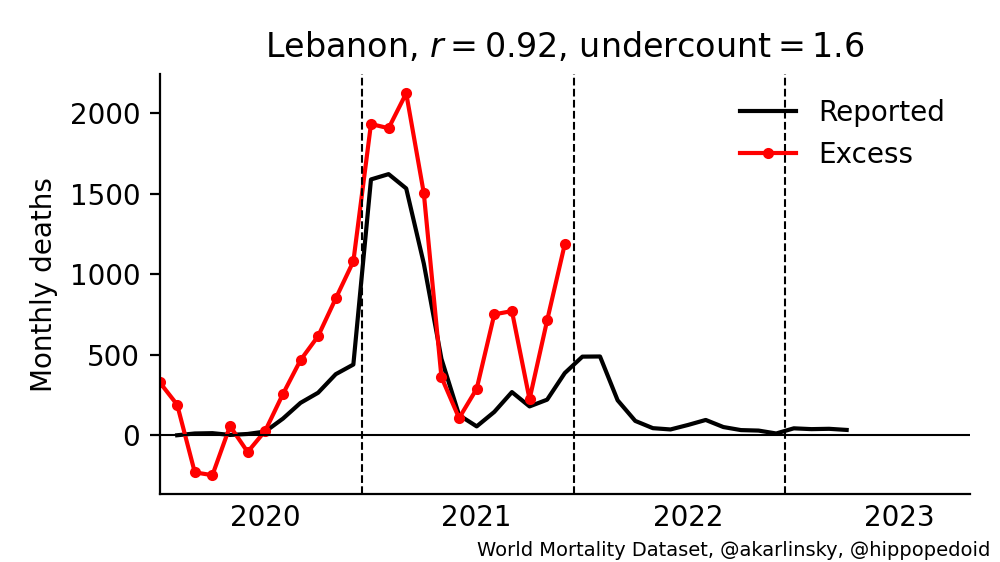 Lebanon, r = 0.92, undercount = 1.6
Monthly deaths
2000
1500
1000
500
0
Reported
Excess
2020 2021 2022 2023
World Mortality Dataset, @akarlinsky, @hippopedoid